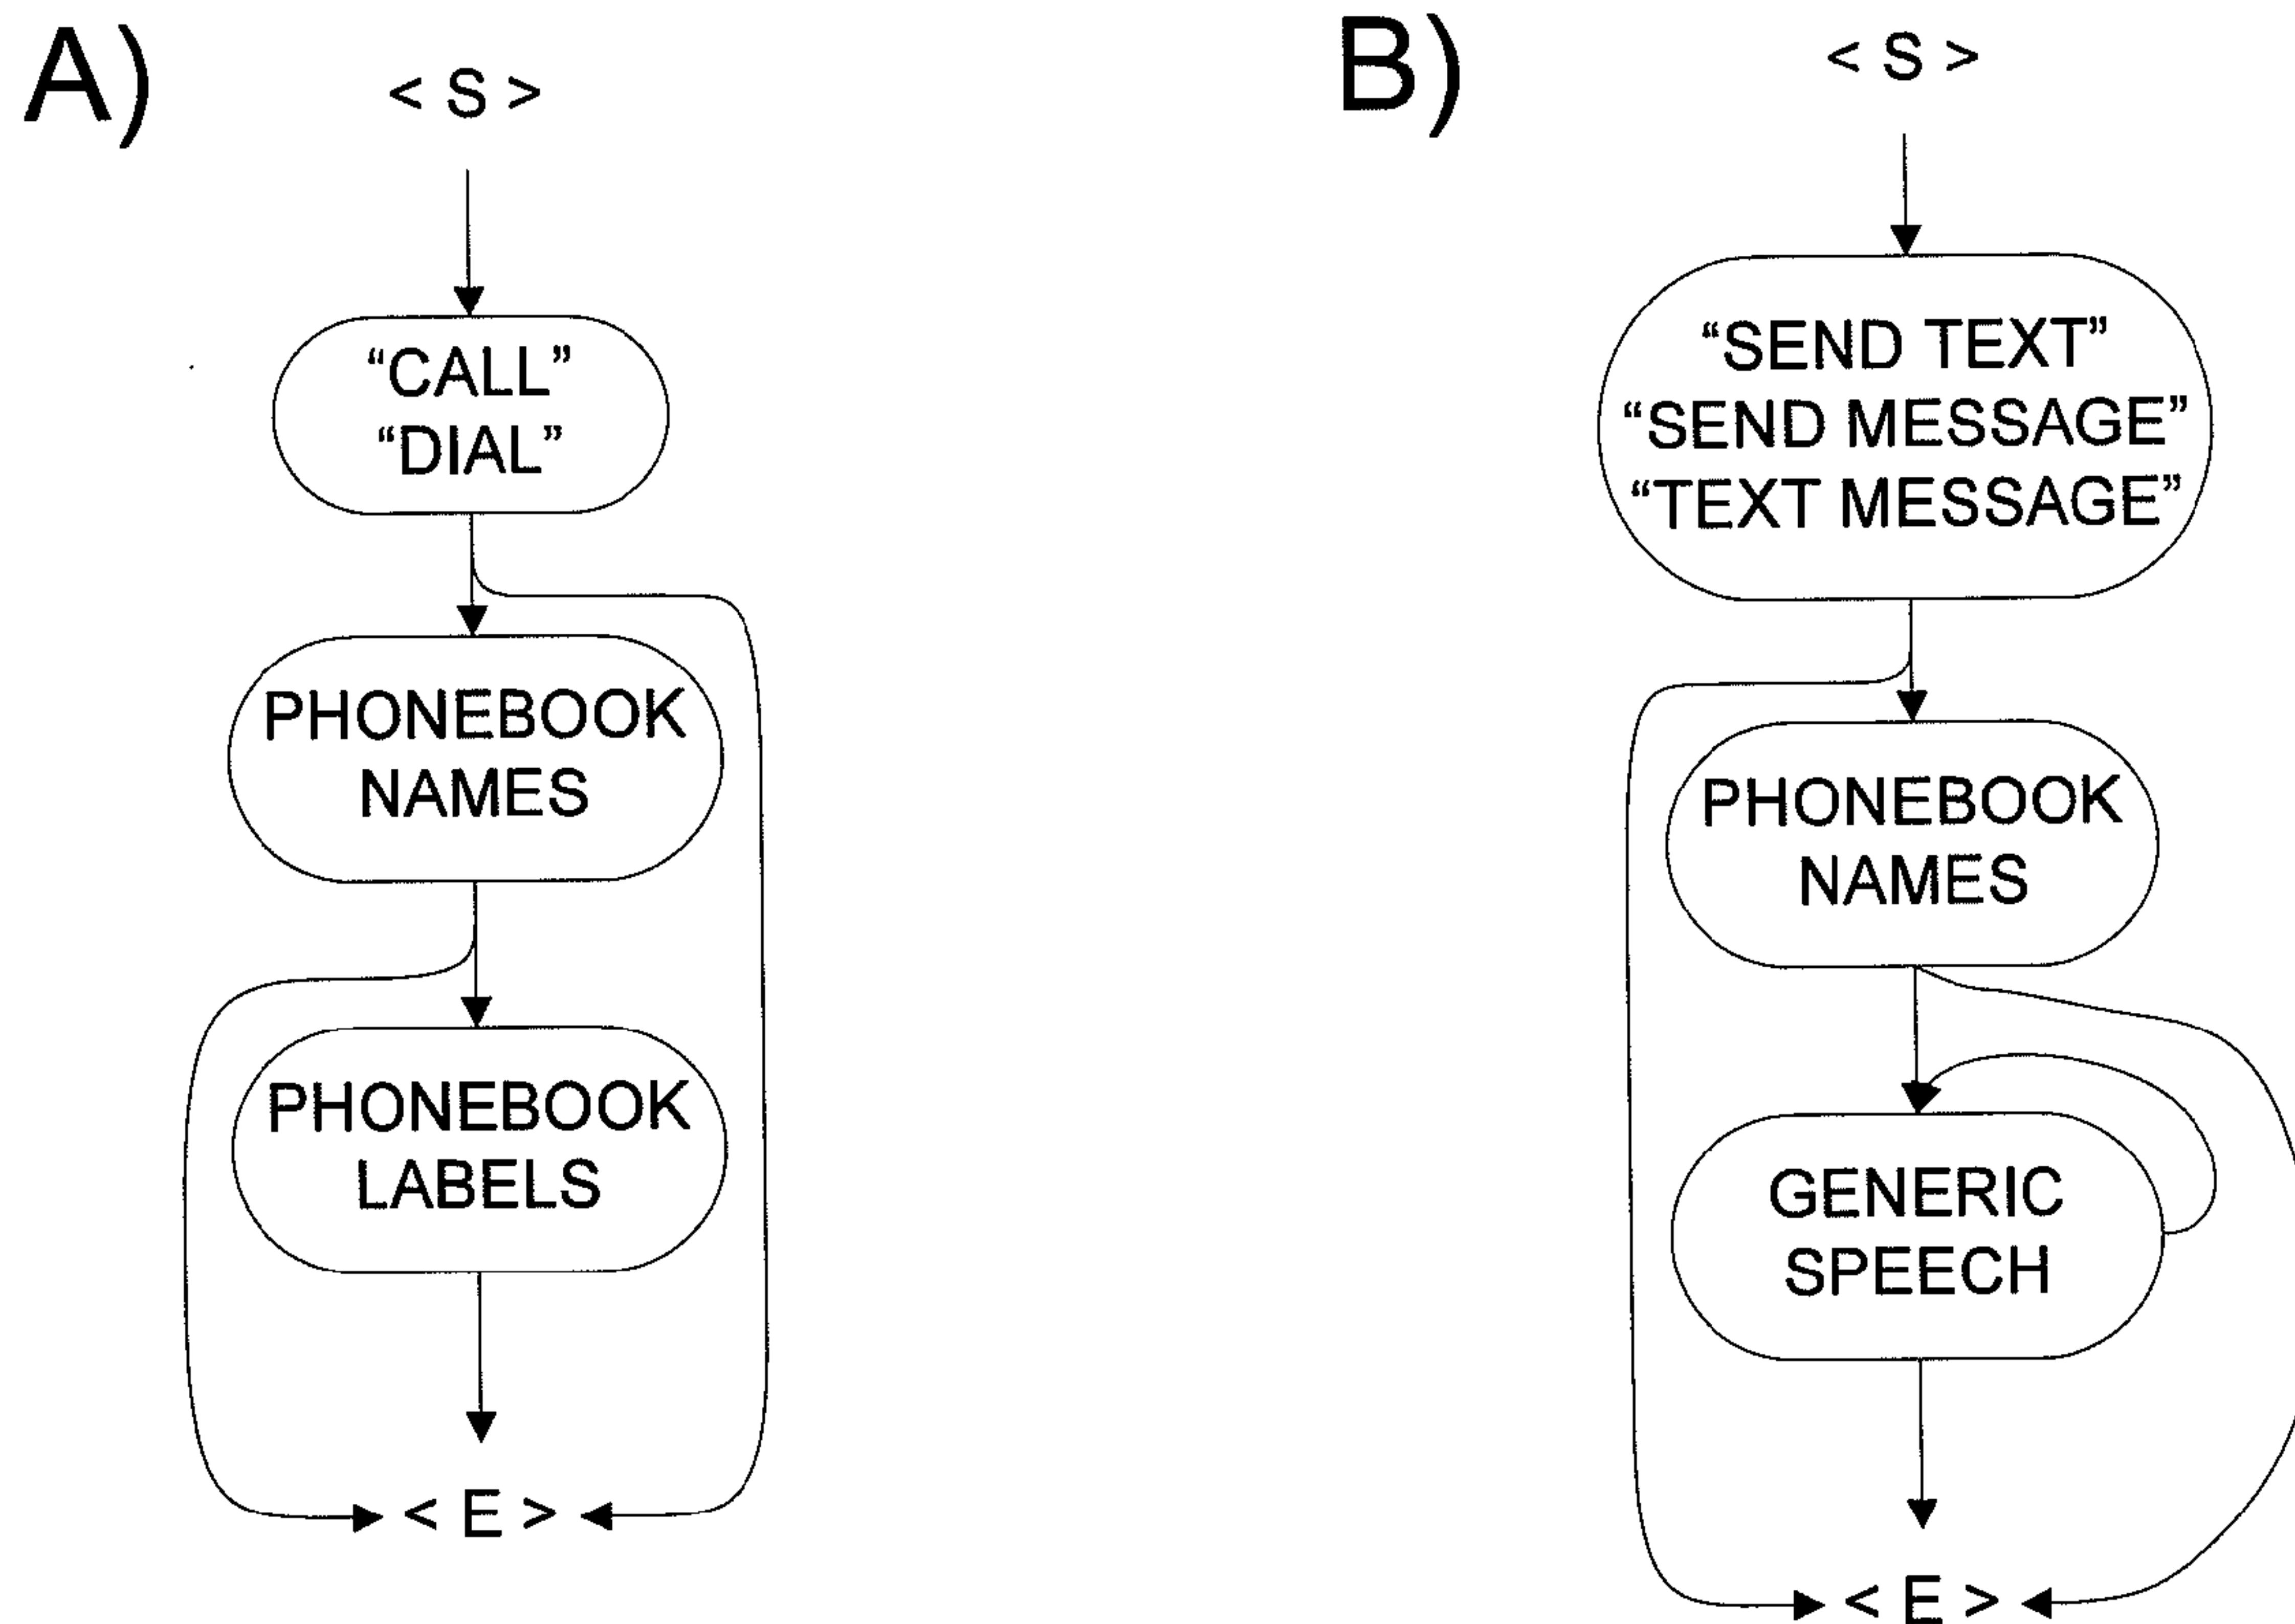 A)
< S >
“CALL”
“DIAL”
PHONEBOOK
NAMES
PHONEBOOK
LABELS
< E >
B)
< S >
“SEND TEXT”
“SEND MESSAGE”
“TEXT MESSAGE”
PHONEBOOK
NAMES
GENERIC
SPEECH
< E >